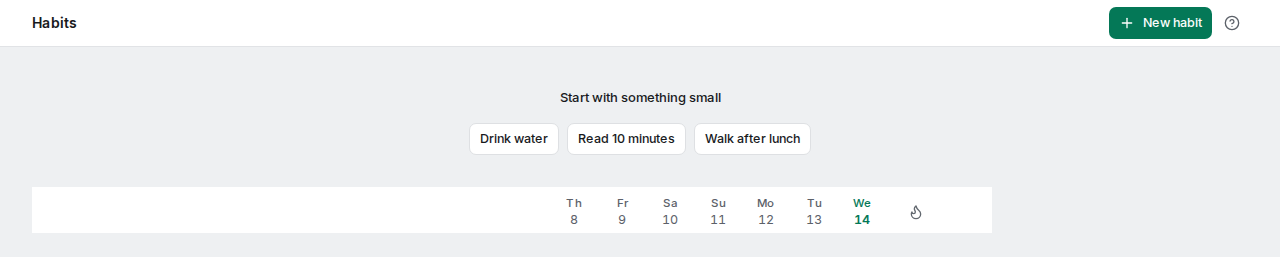 Habits
New habit
Start with something small
Drink water
Read 10 minutes
Walk after lunch
Th Fr Sa Su Mo Tu We
8 9 10 11 12 13 14